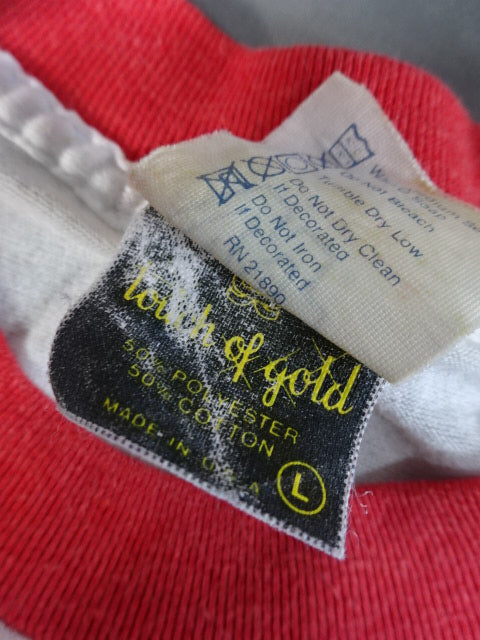 Do Not Bleach
Tumble Dry Low
Do Not Dry Clean
If Decorated
Do Not Iron
If Decorated
RN 21890
touch of gold
50% POLYESTER
50% COTTON
MADE IN U.S.A
L